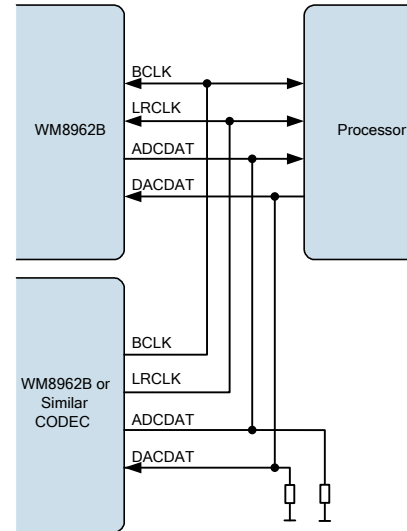 BCLK
LRCLK
WM8962B
Processor
ADCDAT
DACDAT
BCLK
WM8962B or
Similar
CODEC
LRCLK
ADCDAT
DACDAT